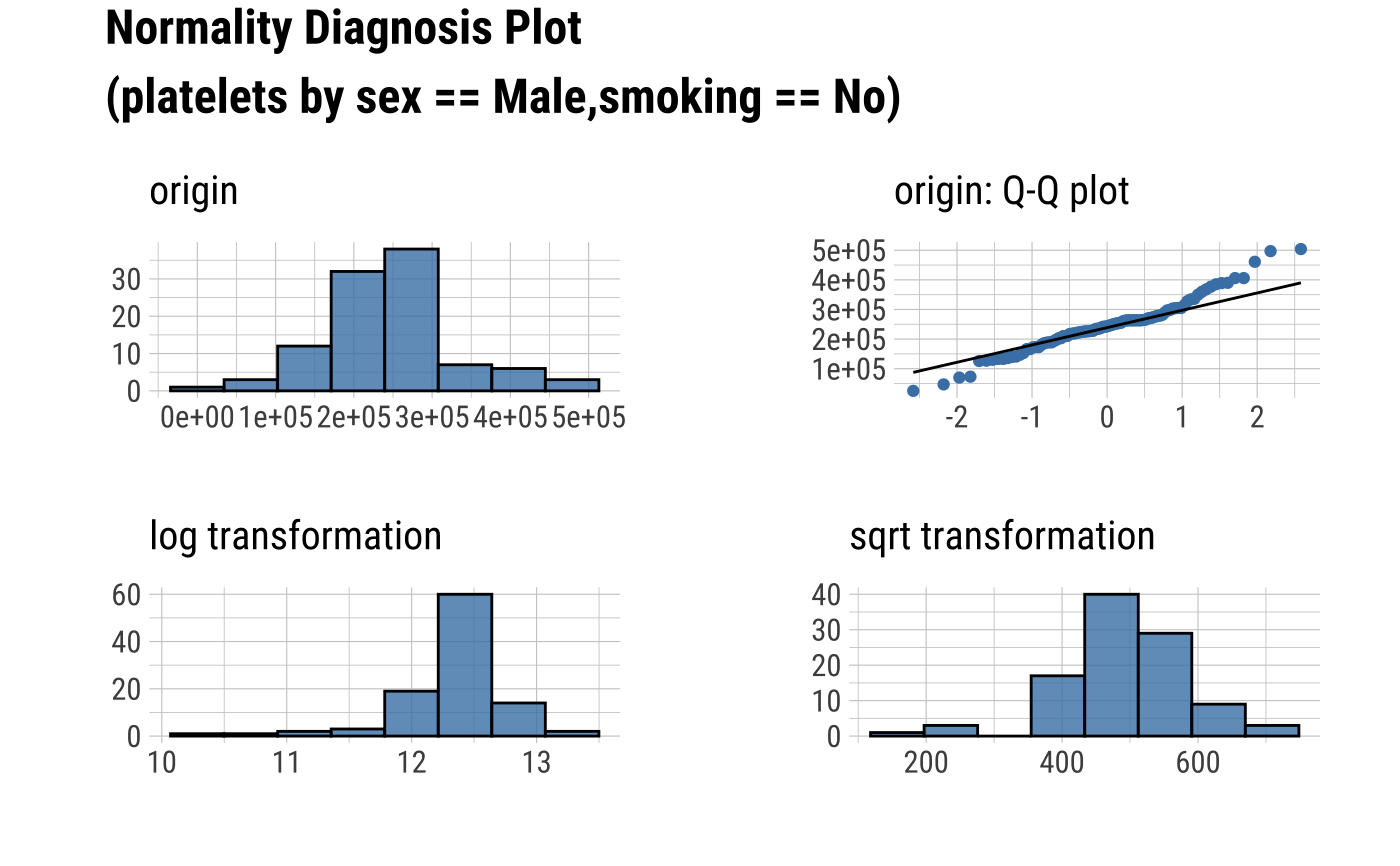 Normality Diagnosis Plot
(platelets by sex == Male,smoking == No)
origin
30
20
10
0
0e+00 1e+05 2e+05 3e+05 4e+05 5e+05
origin: Q-Q plot
5e+05
4e+05
3e+05
2e+05
1e+05
-2 -1 0 1 2
log transformation
60
40
20
0
10 11 12 13
sqrt transformation
40
30
20
10
0
200 400 600